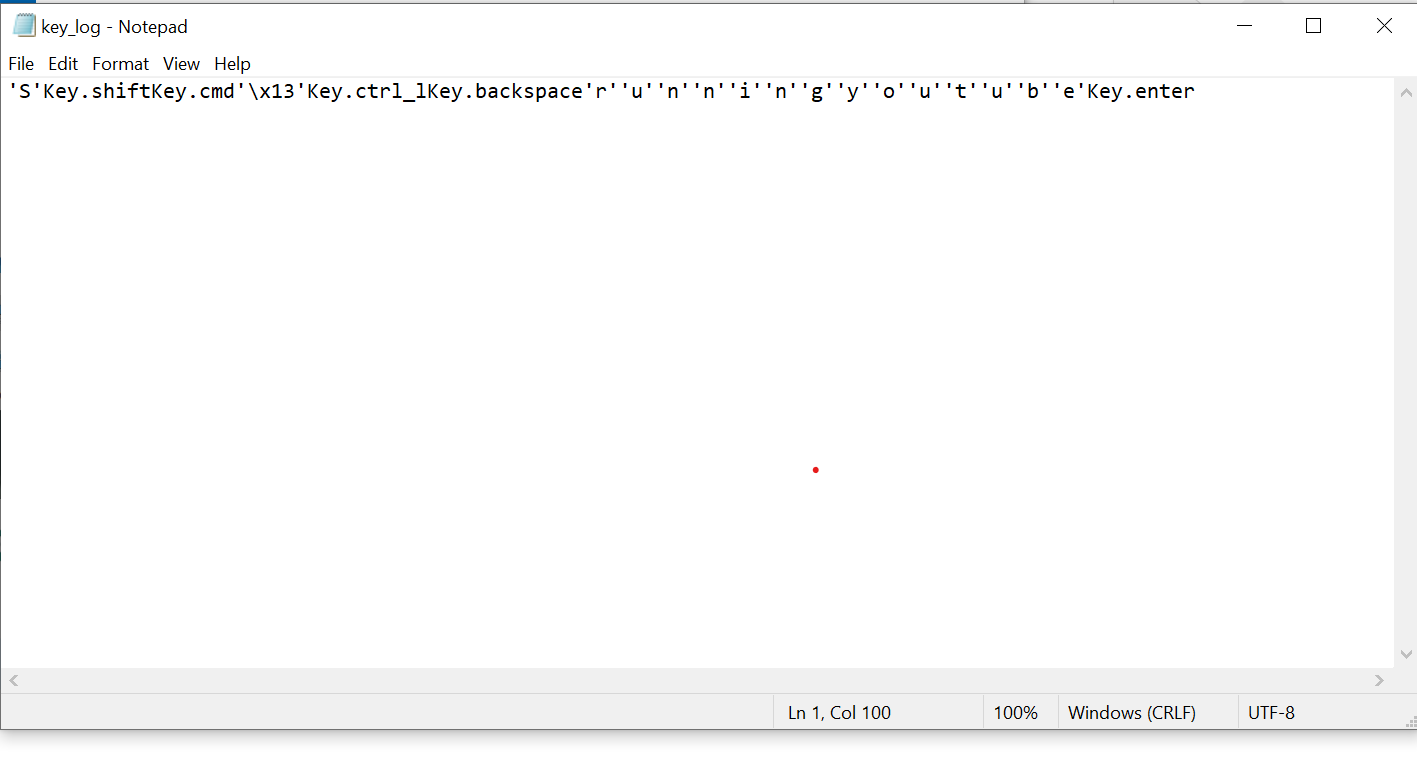 key_log - Notepad
File Edit Format View Help
'S'Key.shiftKey.cmd'\x13'Key.ctrl_lKey.backspace'r''u''n''n''i''n''g''y''o''u''t''u''b''e'Key.enter
Ln 1, Col 100 100% Windows (CRLF) UTF-8